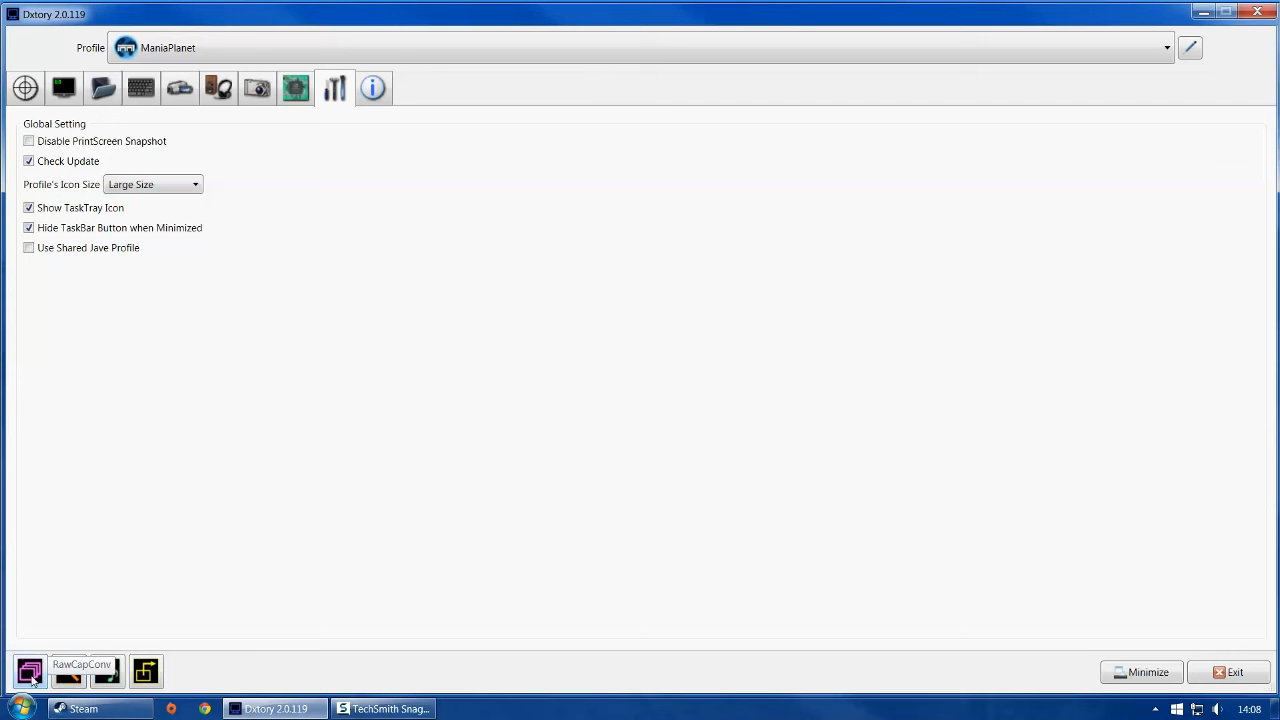 Dxtory 2.0.119
Profile
ManiaPlanet
Global Setting
Disable PrintScreen Snapshot
Check Update
Profile's Icon Size
Large Size
Show TaskTray Icon
Hide TaskBar Button when Minimized
Use Shared Jave Profile
RawCapConv
Minimize
Exit
Steam
Dxtory 2.0.119
TechSmith Snag...
14:08